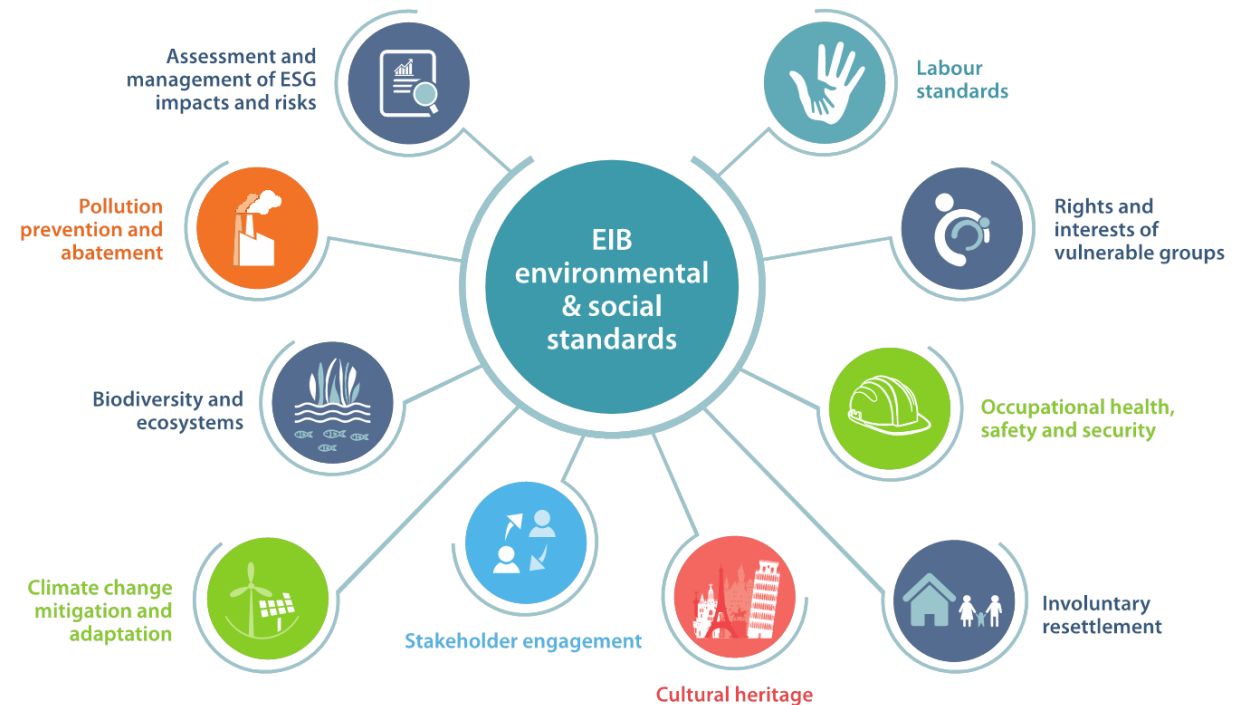 Assessment and
management of ESG
impacts and risks
Labour
standards
Pollution
prevention and
abatement
EIB
environmental
& social
standards
Rights and
interests of
vulnerable groups
Biodiversity and
ecosystems
Occupational health,
safety and security
Climate change
mitigation and
adaptation
Stakeholder engagement
Cultural heritage
Involuntary
resettlement